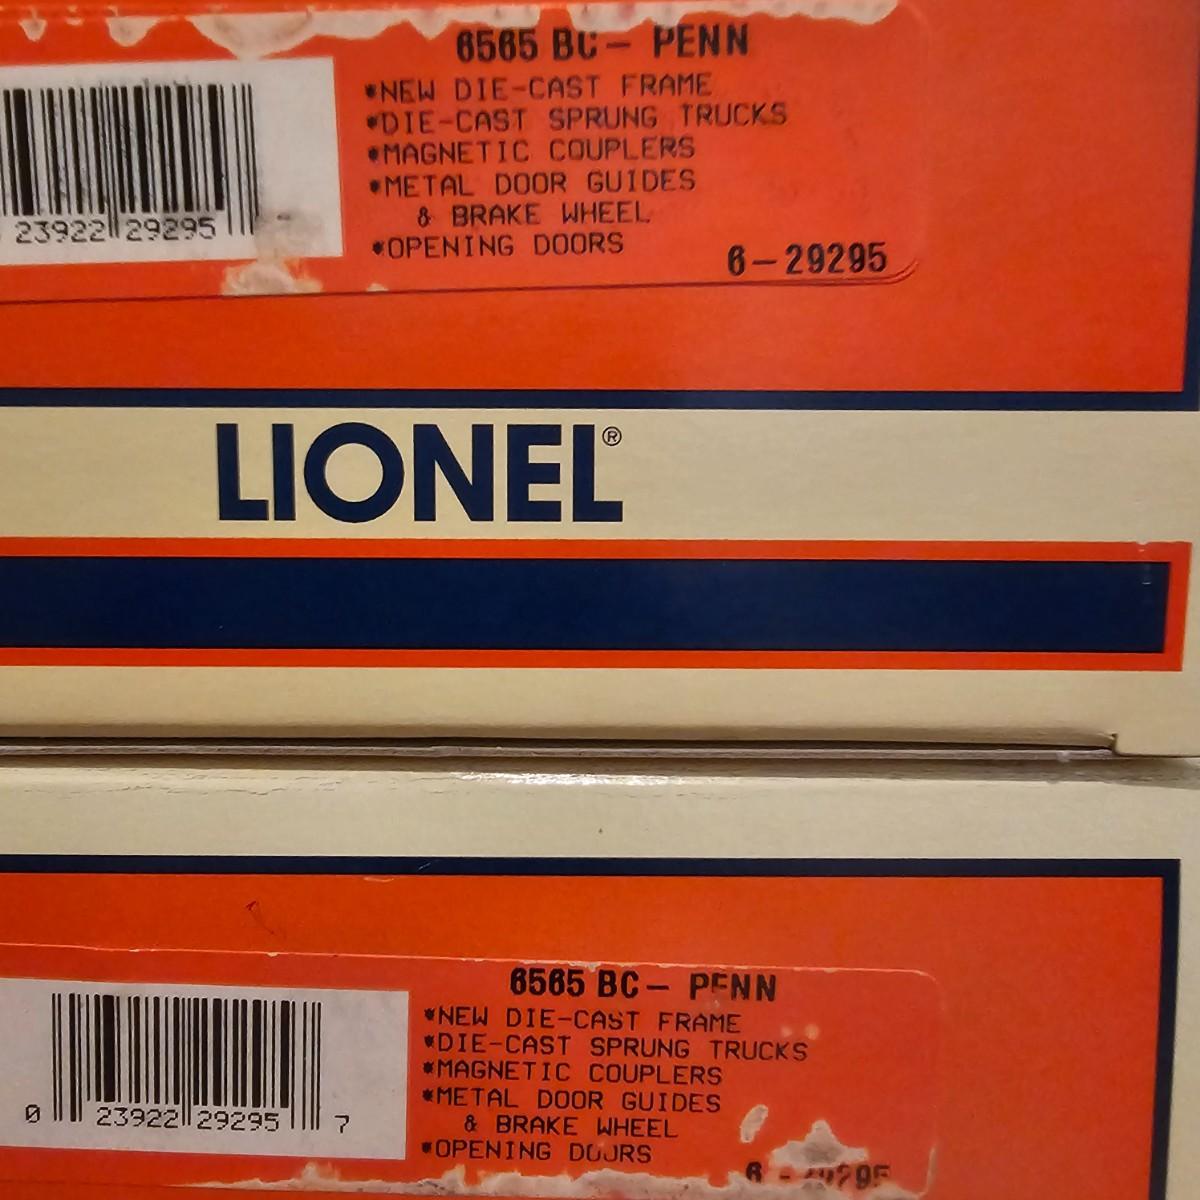 6565 BC- PENN
*NEW DIE-CAST FRAME
*DIE-CAST SPRUNG TRUCKS
*MAGNETIC COUPLERS
*METAL DOOR GUIDES
& BRAKE WHEEL
*OPENING DOORS
23922 29295
6-29295
LIONEL®
6565 BC- PENN
*NEW DIE-CAST FRAME
*DIE-CAST SPRUNG TRUCKS
*MAGNETIC COUPLERS
*METAL DOOR GUIDES
& BRAKE WHEEL
*OPENING DOORS
0 23922 29295 7